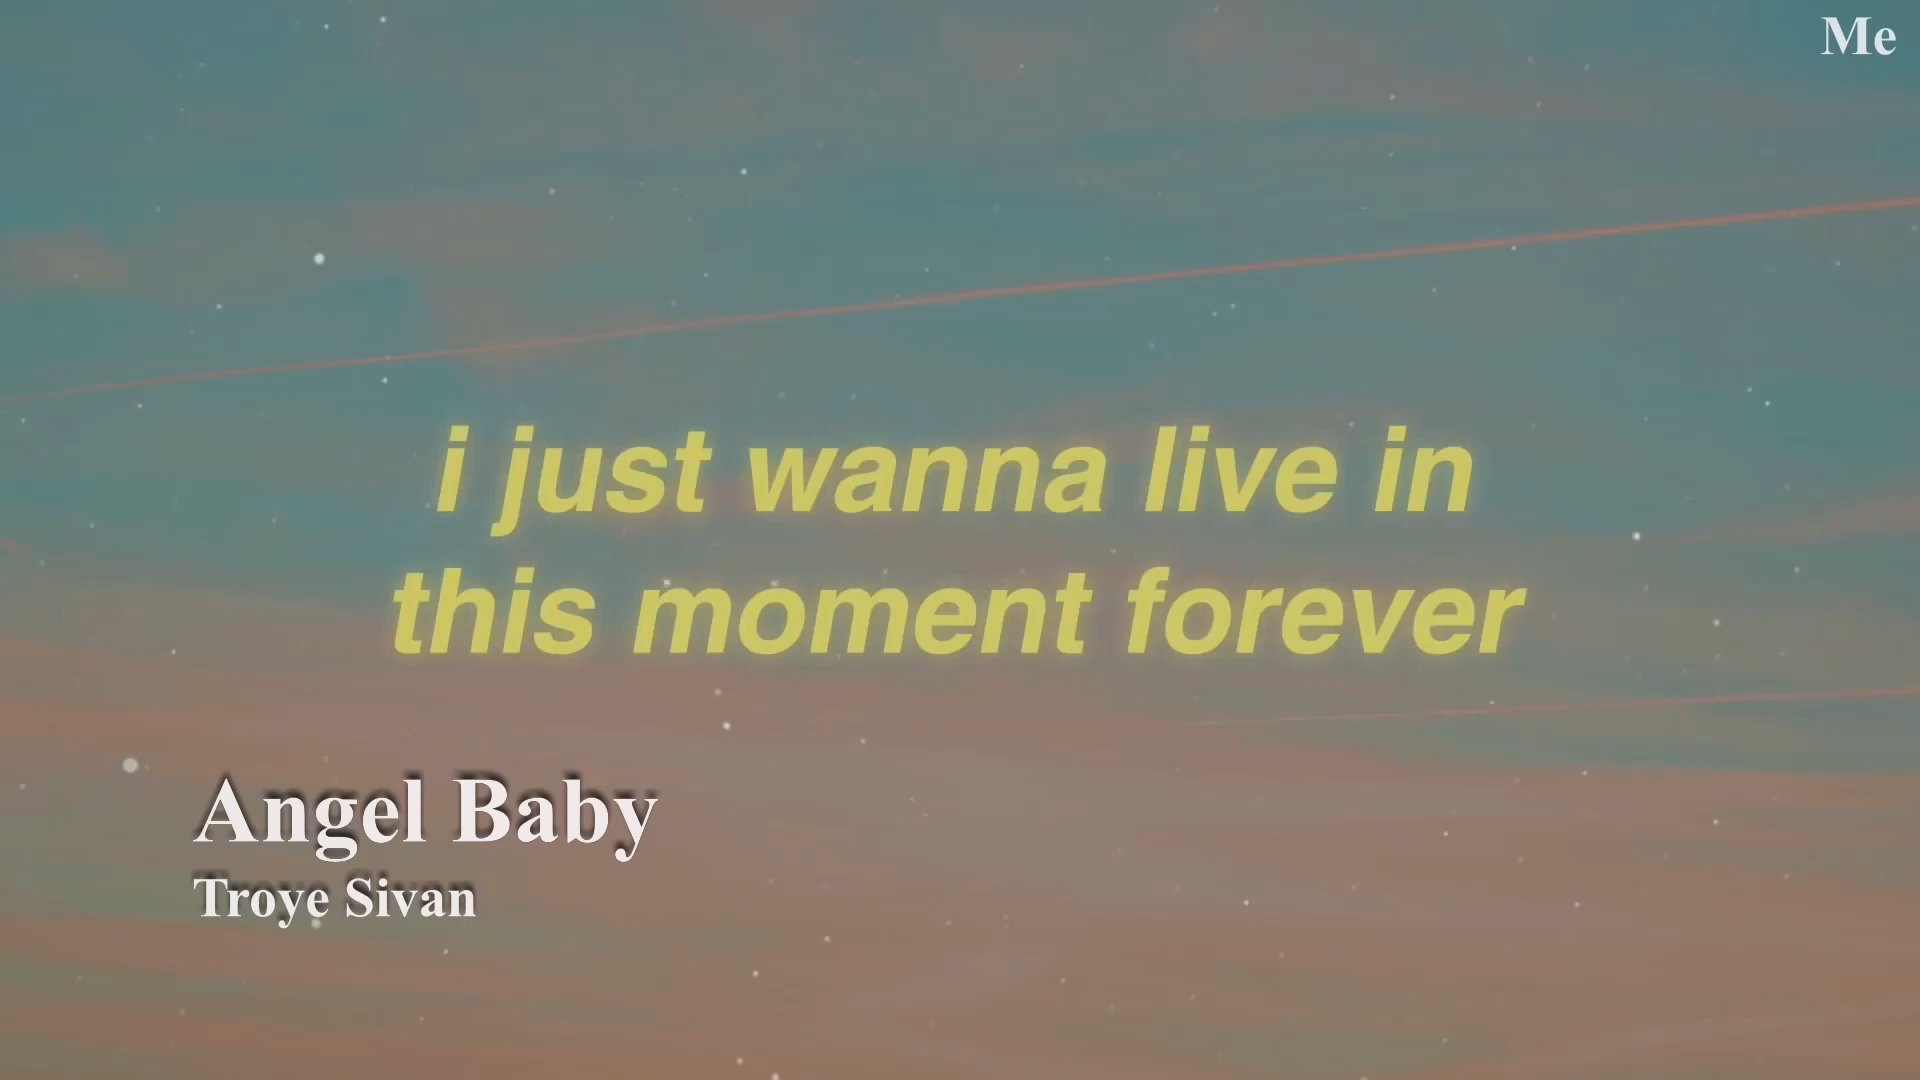 Me
i just wanna live in
this moment forever
Angel Baby
Troye Sivan